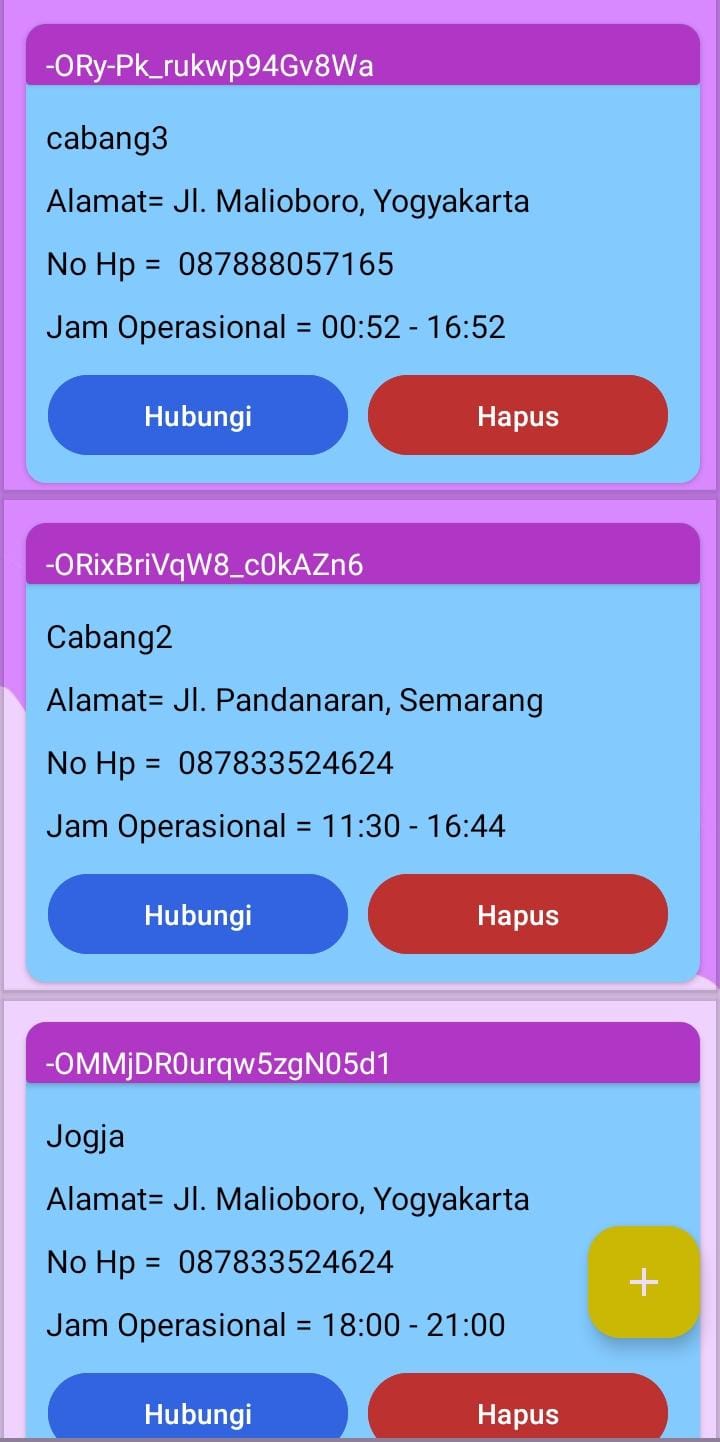 -ORy-Pk_rukwp94Gv8Wa
cabang3
Alamat= Jl. Malioboro, Yogyakarta
No Hp =  087888057165
Jam Operasional = 00:52 - 16:52
Hubungi Hapus
-ORixBriVqW8_c0kAZn6
Cabang2
Alamat= Jl. Pandanaran, Semarang
No Hp =  087833524624
Jam Operasional = 11:30 - 16:44
Hubungi Hapus
-OMMjDR0urqw5zgN05d1
Jogja
Alamat= Jl. Malioboro, Yogyakarta
No Hp =  087833524624
+
Jam Operasional = 18:00 - 21:00
Hubungi Hapus